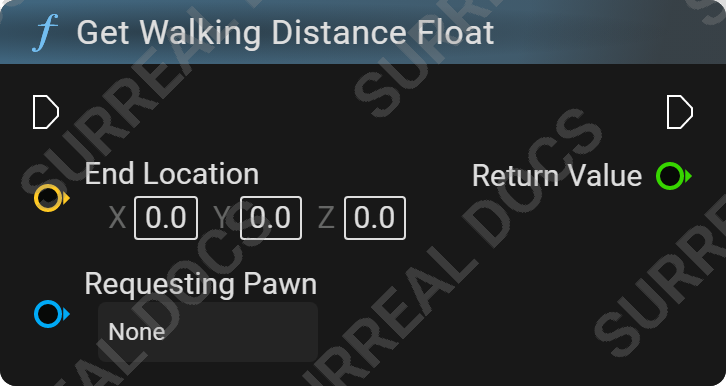 f Get Walking Distance Float
End Location
X 0.0 Y 0.0 Z 0.0
Return Value
Requesting Pawn
None
SURREAL DOCS
SURREAL DOCS
SURREAL DOCS
SURREAL DOCS